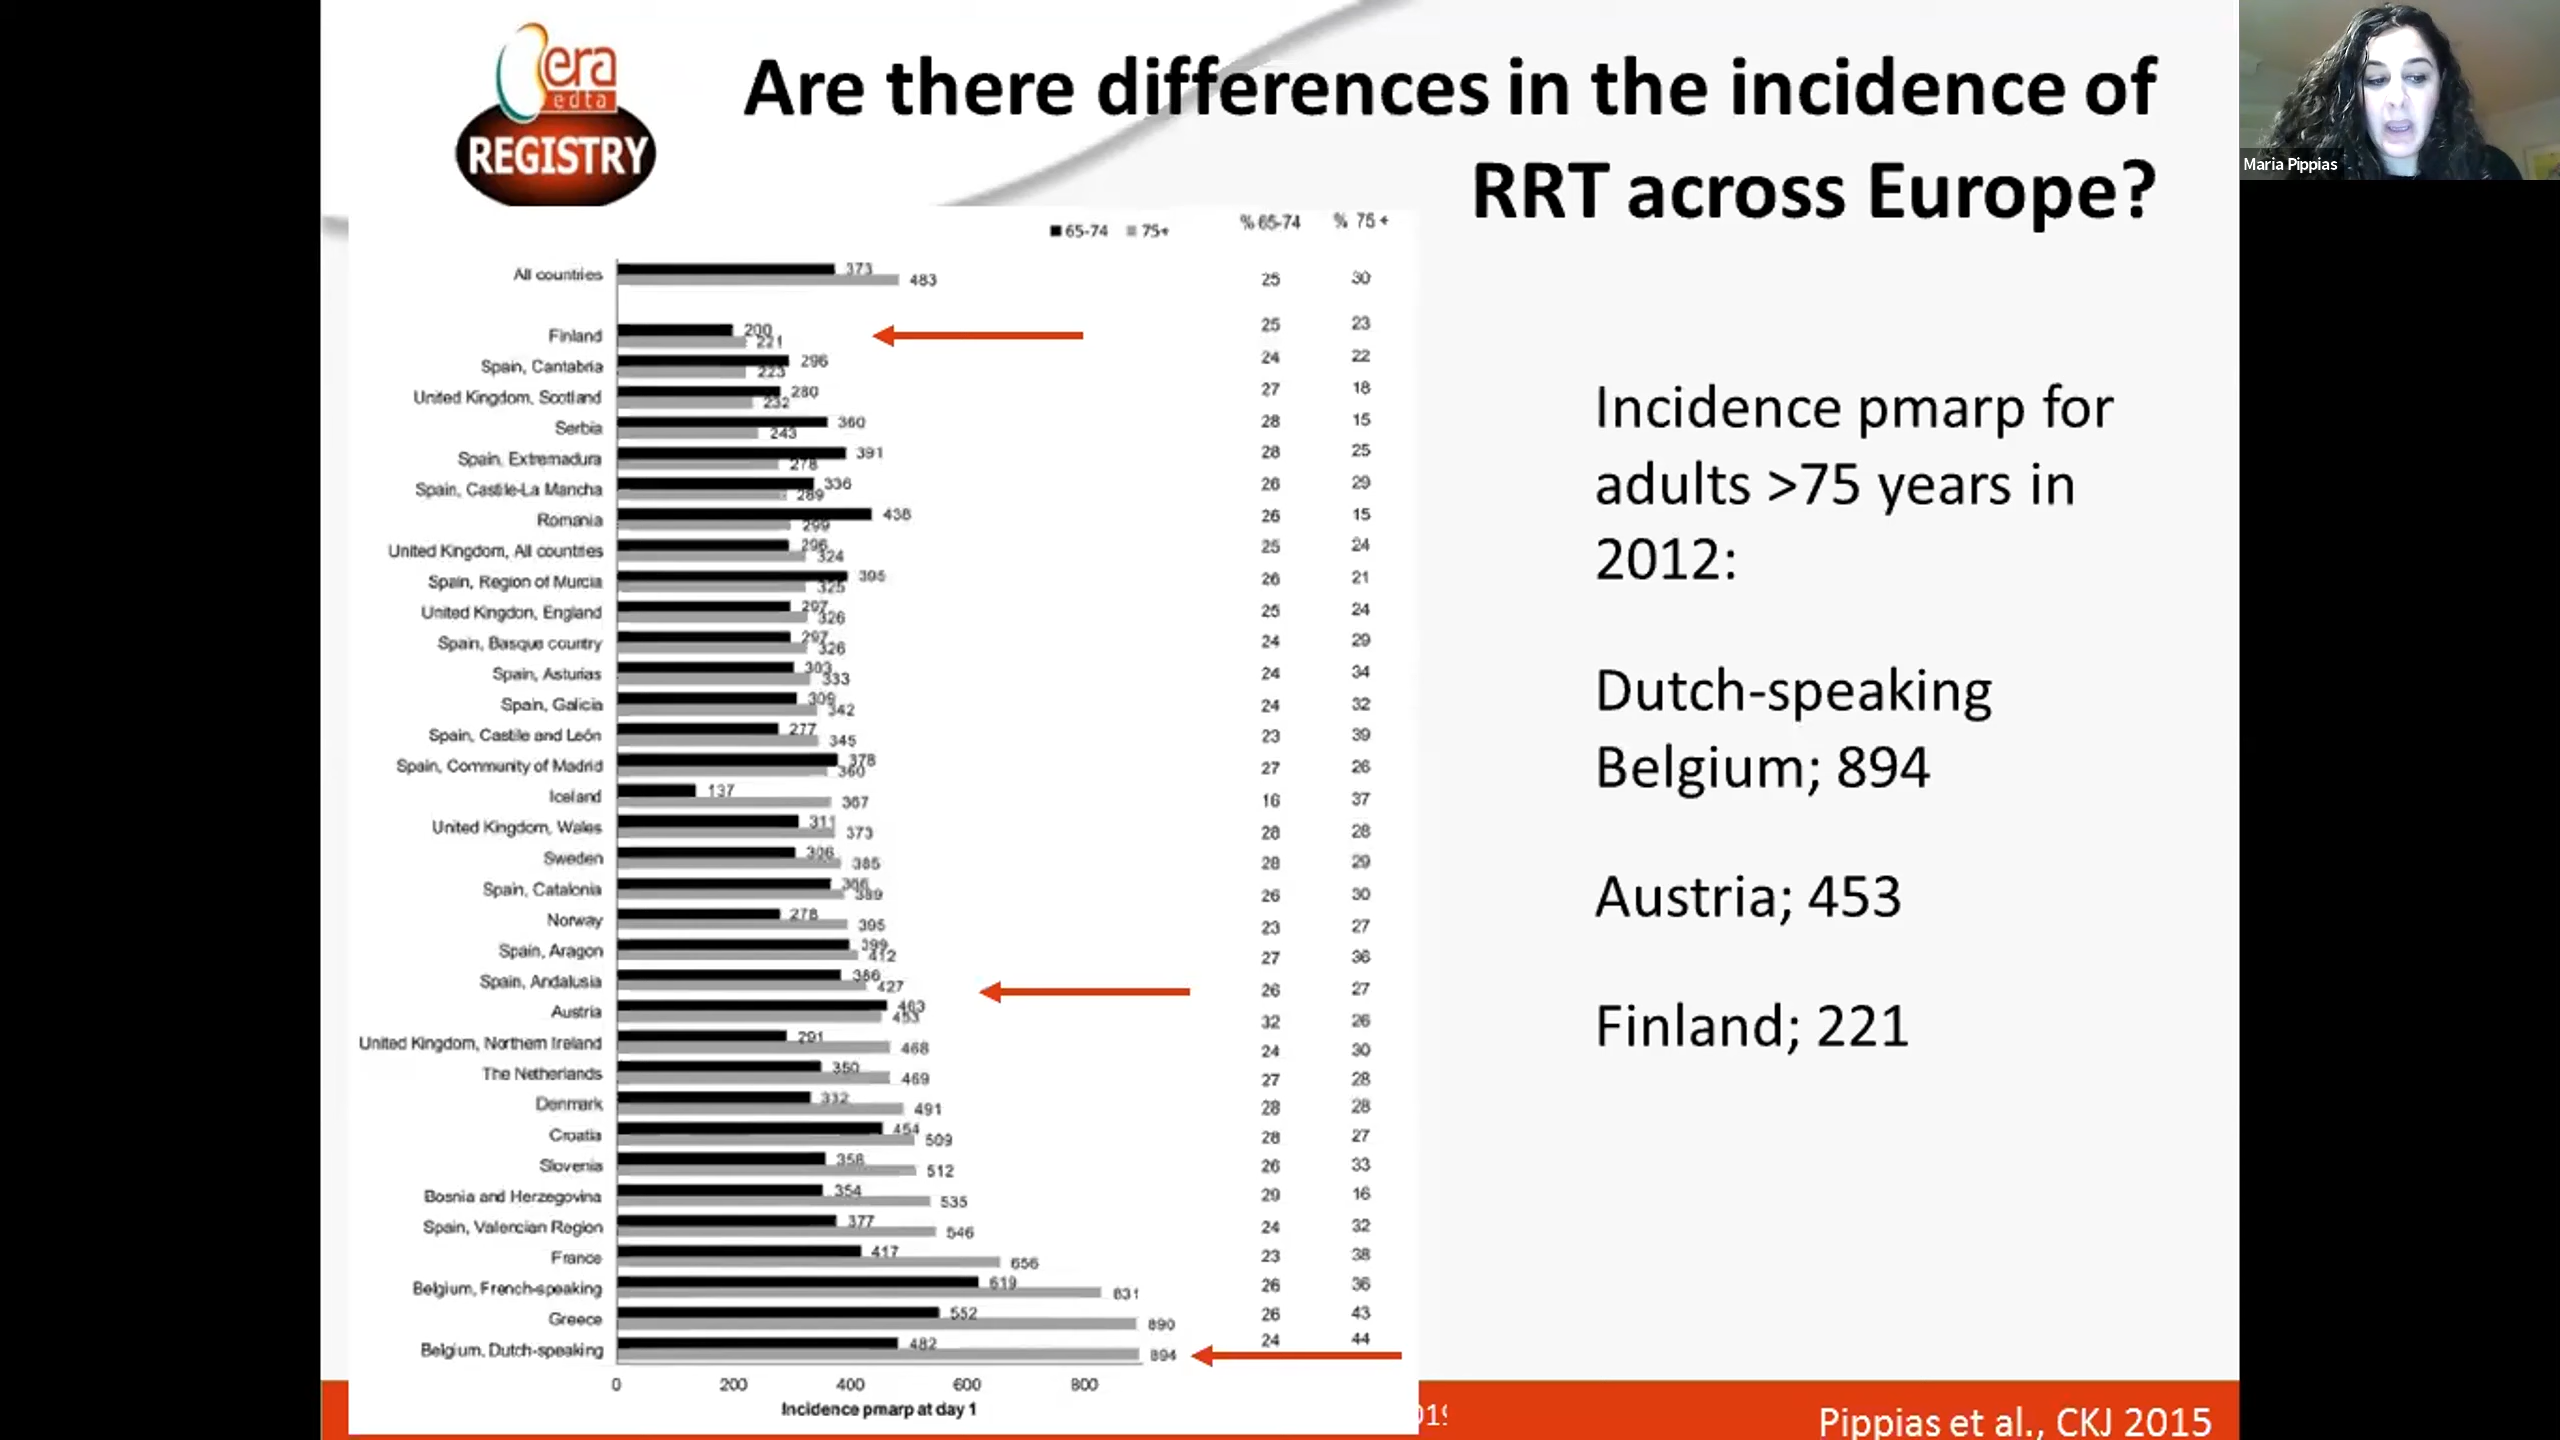 era
edta
REGISTRY
Are there differences in the incidence of
RRT across Europe?
Maria Pippias
65-74 75+ % 65-74 % 75+
All countries 373 483 25 30
Finland 200 221 25 23
Spain, Cantabria 296 223 24 22
United Kingdom, Scotland 280 232 27 18
Serbia 360 243 28 15
Spain, Extremadura 391 278 28 25
Spain, Castile-La Mancha 336 289 26 29
Romania 438 299 26 15
United Kingdom, All countries 296 324 25 24
Spain, Region of Murcia 395 325 26 21
United Kingdon, England 297 326 25 24
Spain, Basque country 297 326 24 29
Spain, Asturias 303 333 24 34
Spain, Galicia 309 342 24 32
Spain, Castile and León 277 345 23 39
Spain, Community of Madrid 378 360 27 26
Iceland 137 367 16 37
United Kingdom, Wales 311 373 28 28
Sweden 306 385 28 29
Spain, Catalonia 366 389 26 30
Norway 278 395 23 27
Spain, Aragon 399 412 27 36
Spain, Andalusia 386 427 26 27
Austria 463 453 32 26
United Kingdom, Northern Ireland 291 468 24 30
The Netherlands 350 469 27 28
Denmark 332 491 28 28
Croatia 454 509 28 27
Slovenia 358 512 26 33
Bosnia and Herzegovina 354 535 29 16
Spain, Valencian Region 377 546 24 32
France 417 656 23 38
Belgium, French-speaking 619 831 26 36
Greece 552 890 26 43
Belgium, Dutch-speaking 482 894 24 44
0 200 400 600 800
Incidence pmarp at day 1
Incidence pmarp for
adults >75 years in
2012:
Dutch-speaking
Belgium; 894
Austria; 453
Finland; 221
Pippias et al., CKJ 2015